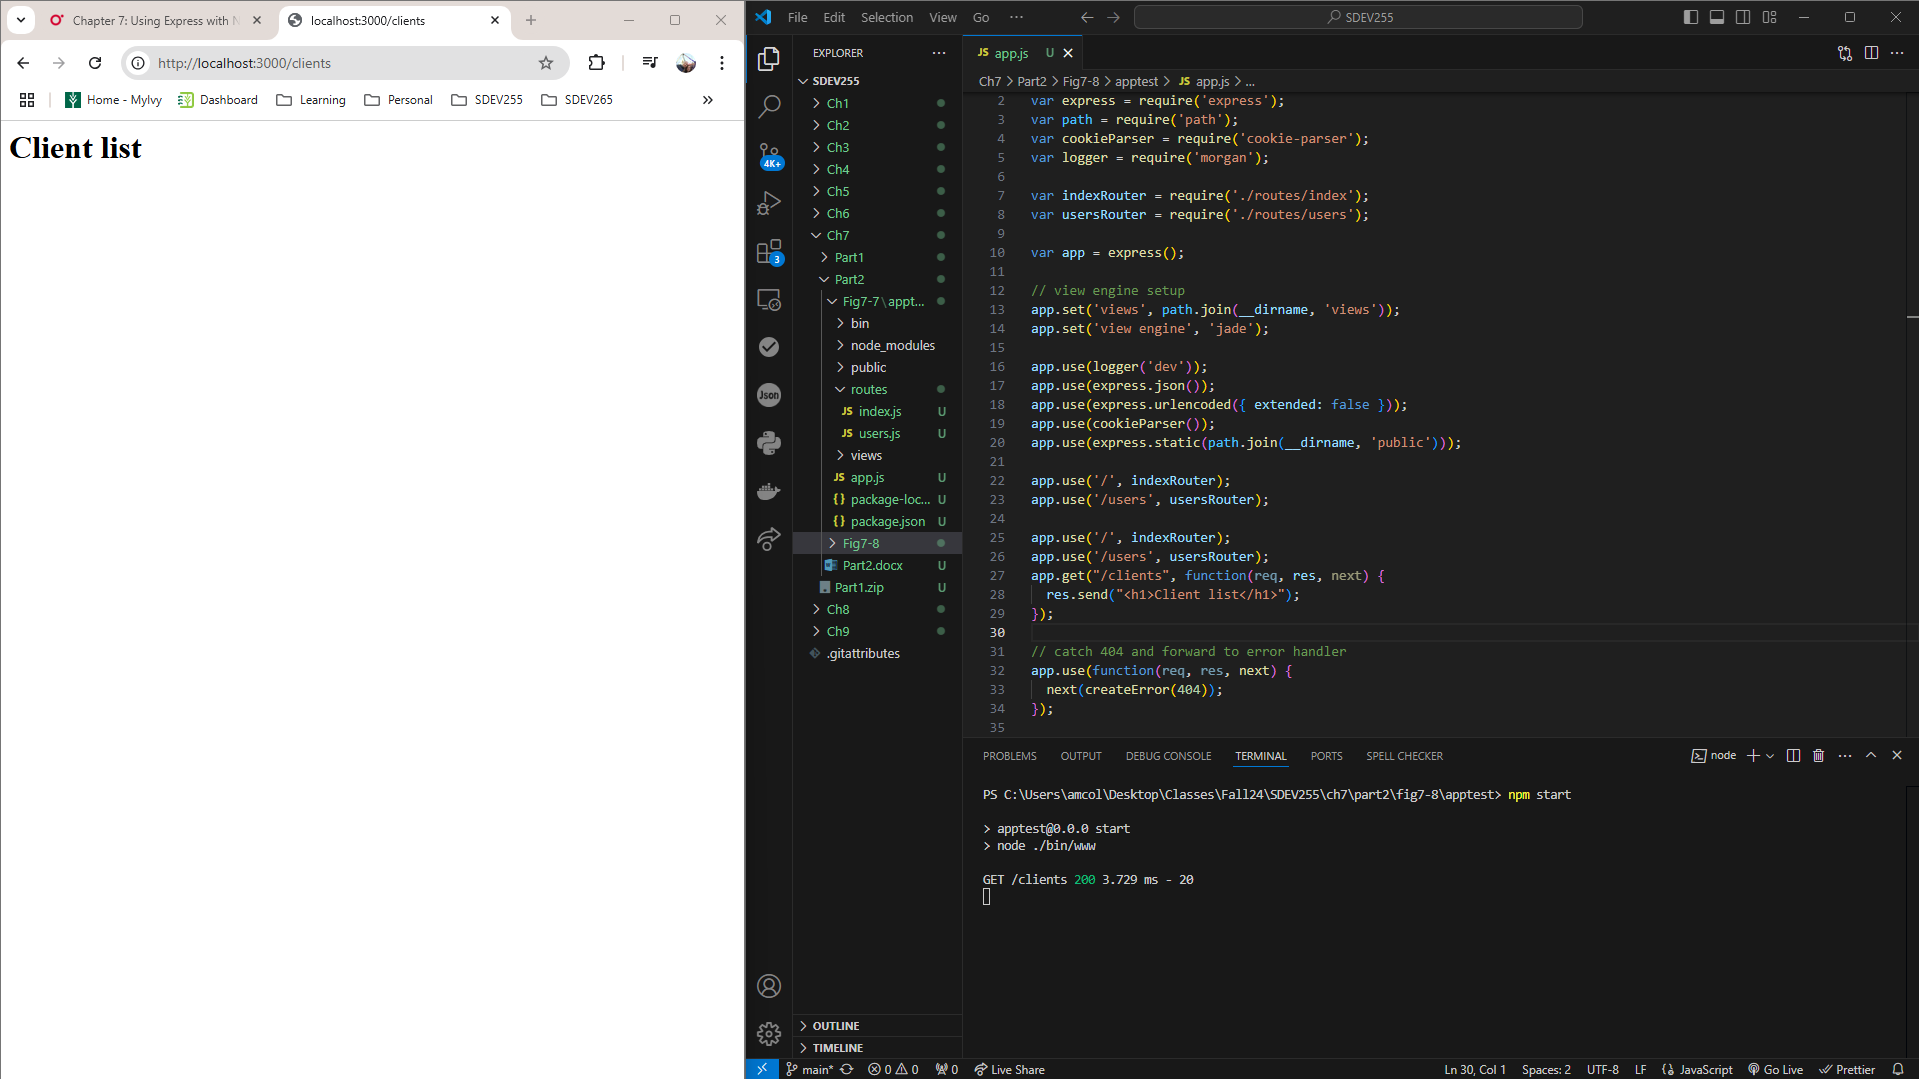 Chapter 7: Using Express with N
localhost:3000/clients
http://localhost:3000/clients
Home - MyIvy
Dashboard
Learning
Personal
SDEV255
SDEV265
Client list
File Edit Selection View Go
SDEV255
EXPLORER
SDEV255
Ch1
Ch2
Ch3
Ch4
Ch5
Ch6
Ch7
Part1
Part2
Fig7-7\appt...
bin
node_modules
public
routes
JS index.js U
JS users.js U
views
JS app.js U
{} package-loc... U
{} package.json U
Fig7-8
Part2.docx U
Part1.zip U
Ch8
Ch9
.gitattributes
OUTLINE
TIMELINE
4K+
3
Json
JS app.js U
Ch7 > Part2 > Fig7-8 > apptest > JS app.js > ...
2 var express = require('express');
3 var path = require('path');
4 var cookieParser = require('cookie-parser');
5 var logger = require('morgan');
6
7 var indexRouter = require('./routes/index');
8 var usersRouter = require('./routes/users');
9
10 var app = express();
11
12 // view engine setup
13 app.set('views', path.join(__dirname, 'views'));
14 app.set('view engine', 'jade');
15
16 app.use(logger('dev'));
17 app.use(express.json());
18 app.use(express.urlencoded({ extended: false }));
19 app.use(cookieParser());
20 app.use(express.static(path.join(__dirname, 'public')));
21
22 app.use('/', indexRouter);
23 app.use('/users', usersRouter);
24
25 app.use('/', indexRouter);
26 app.use('/users', usersRouter);
27 app.get("/clients", function(req, res, next) {
28 res.send("<h1>Client list</h1>");
29 });
30
31 // catch 404 and forward to error handler
32 app.use(function(req, res, next) {
33 next(createError(404));
34 });
35
PROBLEMS OUTPUT DEBUG CONSOLE TERMINAL PORTS SPELL CHECKER
node
PS C:\Users\amcol\Desktop\Classes\Fall24\SDEV255\ch7\part2\fig7-8\apptest> npm start
> apptest@0.0.0 start
> node ./bin/www
GET /clients 200 3.729 ms - 20
main* 0 0 0 Live Share
Ln 30, Col 1 Spaces: 2 UTF-8 LF {} JavaScript Go Live Prettier